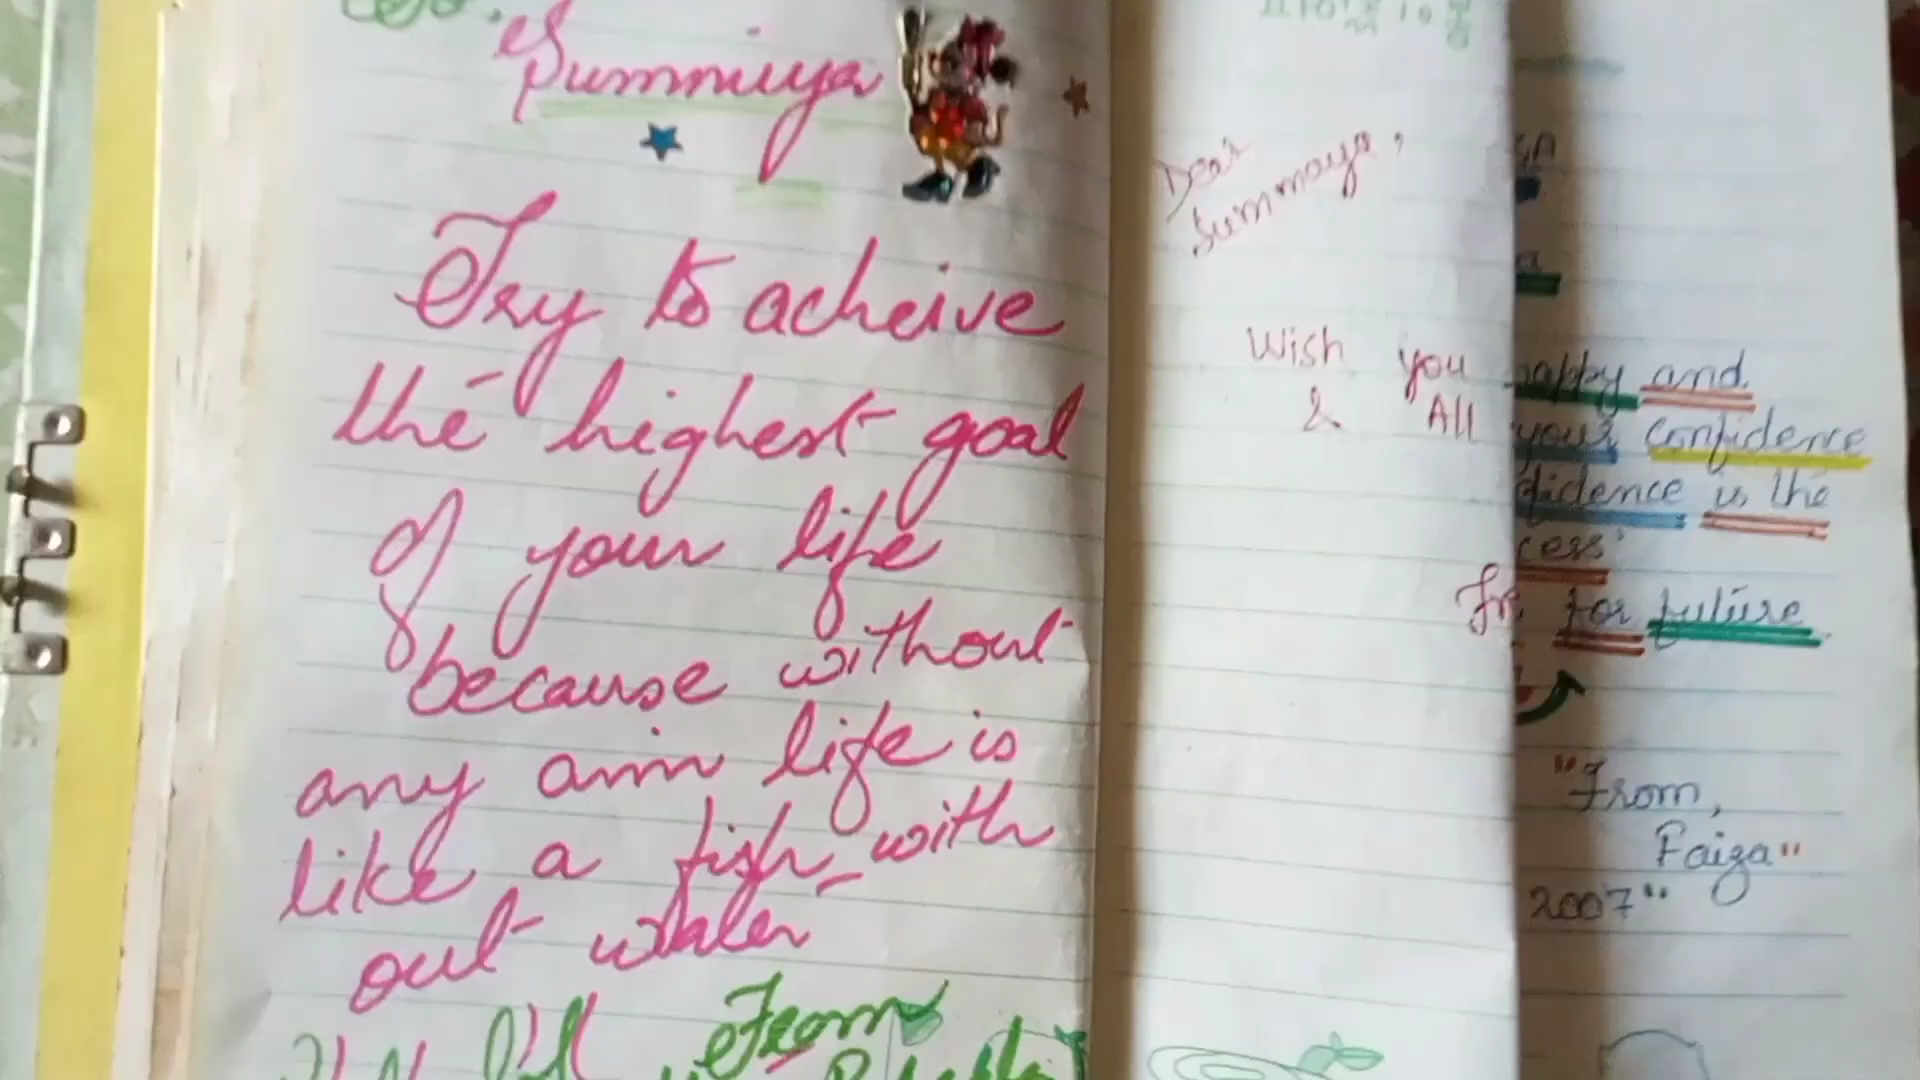 Summiya
Try to acheive
the highest goal
of your life
because without
any aim life is
like a fish with
out water
From
Dear
Summaya,
Wish you
& All
happy and
your confidence
is the
for future
"From,
Faiza"
2007"